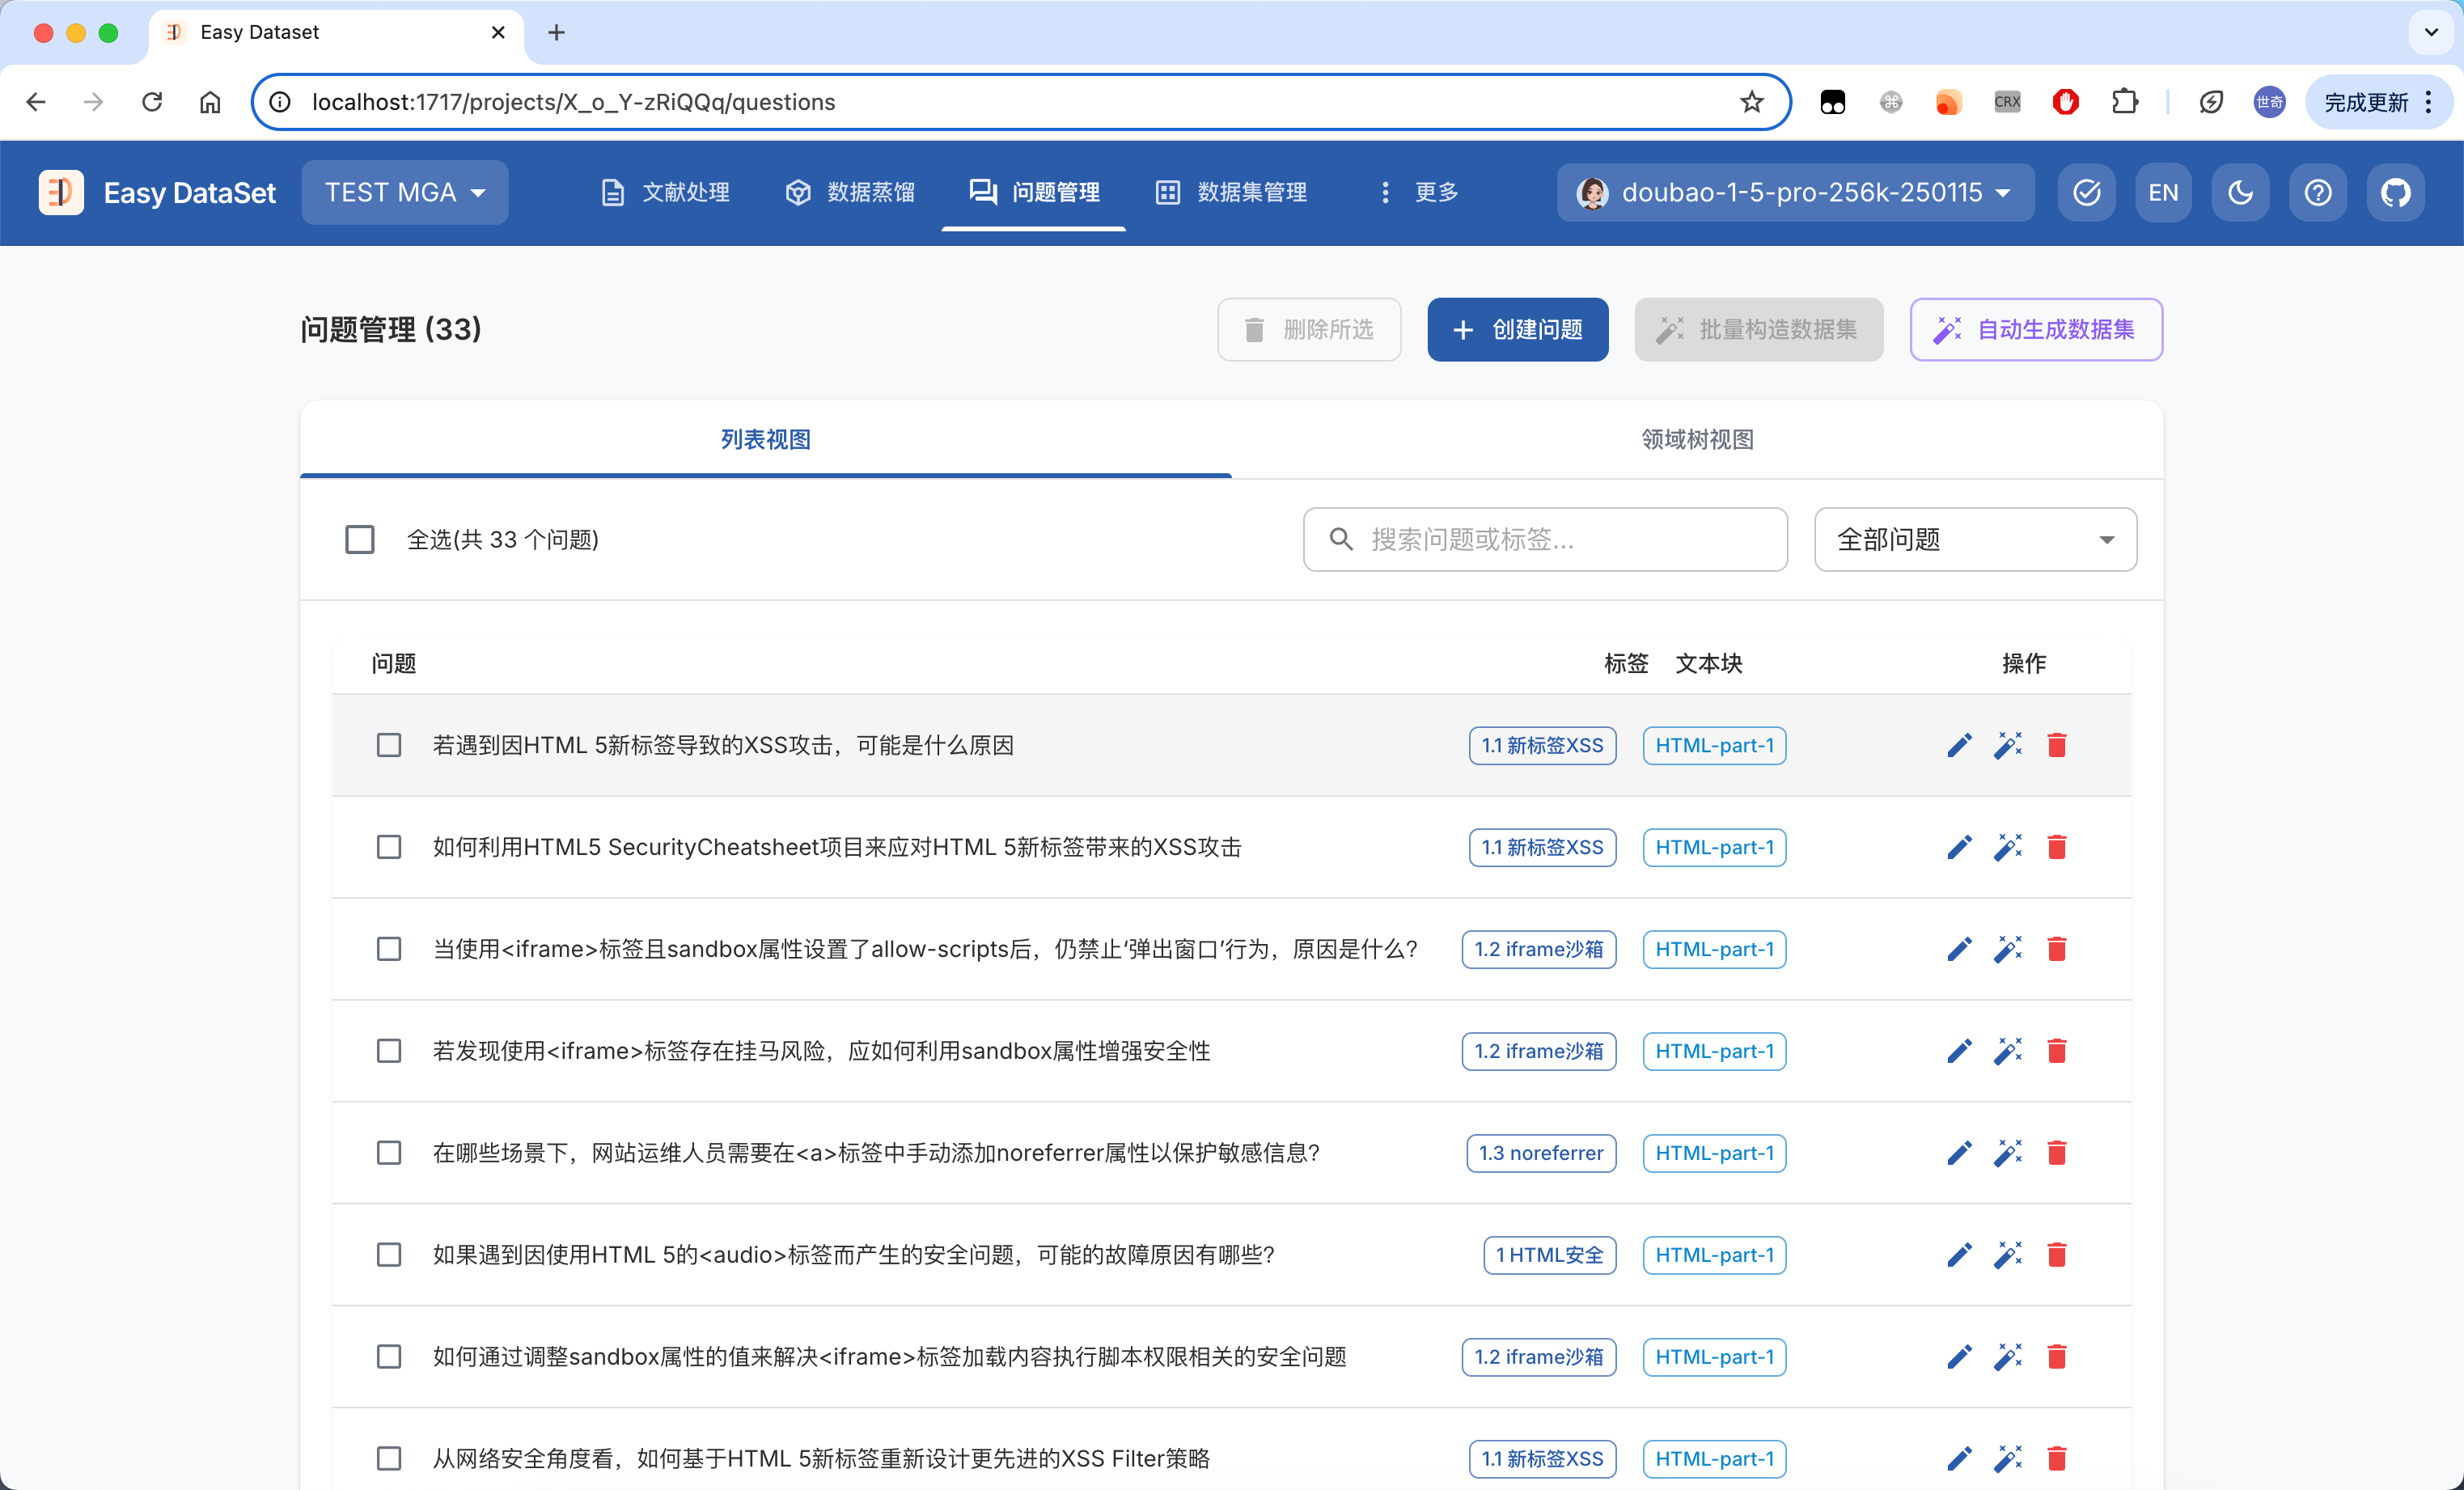 Easy Dataset
localhost:1717/projects/X_o_Y-zRiQQq/questions
CRX
世奇
完成更新
Easy DataSet
TEST MGA
文献处理
数据蒸馏
问题管理
数据集管理
更多
doubao-1-5-pro-256k-250115
EN
问题管理 (33)
删除所选
创建问题
批量构造数据集
自动生成数据集
列表视图
领域树视图
全选(共 33 个问题)
搜索问题或标签...
全部问题
问题 标签 文本块 操作
若遇到因HTML 5新标签导致的XSS攻击，可能是什么原因 1.1 新标签XSS HTML-part-1
如何利用HTML5 SecurityCheatsheet项目来应对HTML 5新标签带来的XSS攻击 1.1 新标签XSS HTML-part-1
当使用<iframe>标签且sandbox属性设置了allow-scripts后，仍禁止‘弹出窗口’行为，原因是什么? 1.2 iframe沙箱 HTML-part-1
若发现使用<iframe>标签存在挂马风险，应如何利用sandbox属性增强安全性 1.2 iframe沙箱 HTML-part-1
在哪些场景下，网站运维人员需要在<a>标签中手动添加noreferrer属性以保护敏感信息? 1.3 noreferrer HTML-part-1
如果遇到因使用HTML 5的<audio>标签而产生的安全问题，可能的故障原因有哪些? 1 HTML安全 HTML-part-1
如何通过调整sandbox属性的值来解决<iframe>标签加载内容执行脚本权限相关的安全问题 1.2 iframe沙箱 HTML-part-1
从网络安全角度看，如何基于HTML 5新标签重新设计更先进的XSS Filter策略 1.1 新标签XSS HTML-part-1